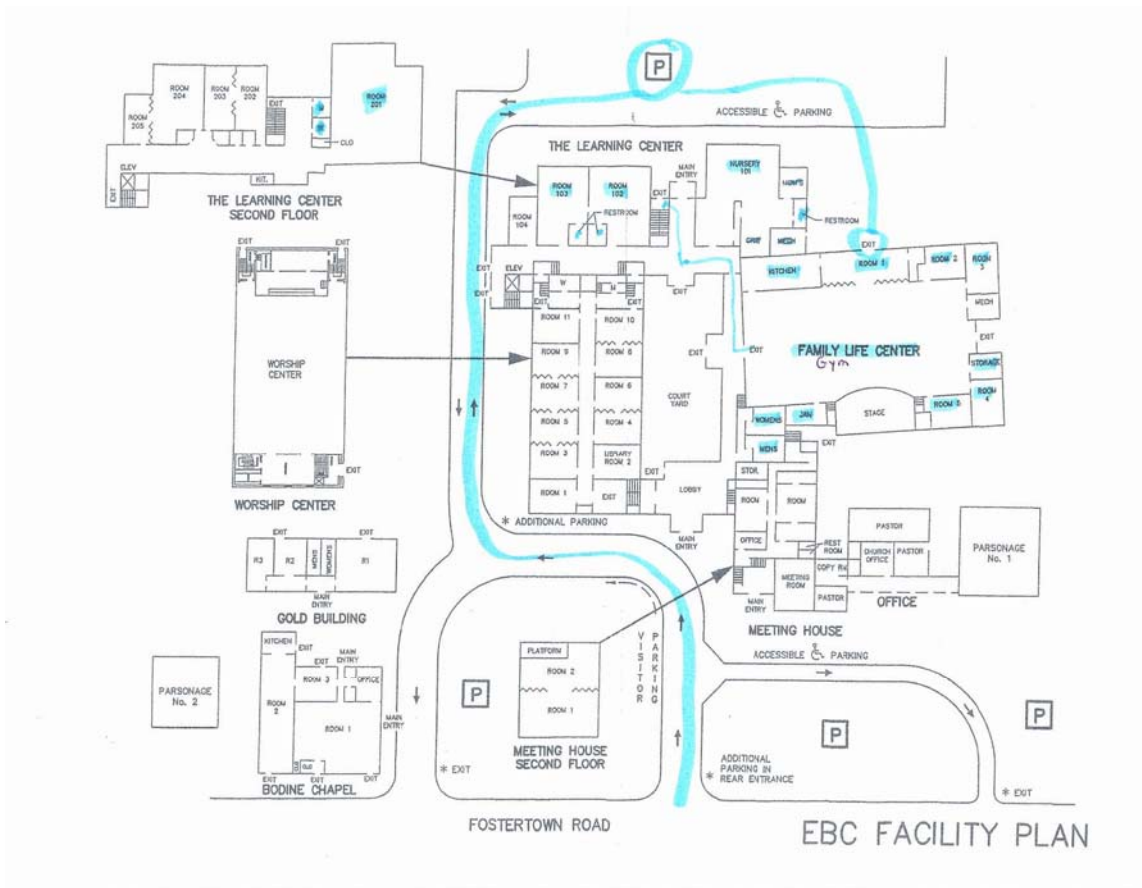 P
ACCESSIBLE PARKING
ROOM 204
ROOM 203
ROOM 202
ROOM 201
ROOM 205
EXIT
CLO
ELEV
EXIT
KIT.
THE LEARNING CENTER
SECOND FLOOR
THE LEARNING CENTER
MAIN
ENTRY
NURSERY
101
ROOM
103
ROOM
102
EXIT
RESTROOM
ROOM
104
RESTROOM
MECH
EXIT
ELEV
EXIT
EXIT
EXIT
KITCHEN
ROOM 1
ROOM 2
ROOM
3
MECH
EXIT
EXIT
EXIT
WORSHIP
CENTER
EXIT
WORSHIP CENTER
W
M
EXIT
EXIT
ROOM 11
ROOM 10
ROOM 9
ROOM 8
ROOM 7
ROOM 6
ROOM 5
ROOM 4
ROOM 3
LIBRARY
ROOM 2
ROOM 1
EXIT
EXIT
EXIT
COURT
YARD
EXIT
LOBBY
MAIN
ENTRY
FAMILY LIFE CENTER
Gym
STORAGE
ROOM
4
ROOM 5
STAGE
JAN
WOMENS
MENS
EXIT
STOR.
ROOM
ROOM
OFFICE
REST
ROOM
COPY RM
MEETING
ROOM
PASTOR
MAIN
ENTRY
PASTOR
CHURCH
OFFICE
PASTOR
OFFICE
PARSONAGE
No. 1
MEETING HOUSE
ACCESSIBLE PARKING
* ADDITIONAL PARKING
EXIT
EXIT
R3
R2
MENS
WOMENS
R1
MAIN
ENTRY
GOLD BUILDING
KITCHEN
EXIT
EXIT
MAIN
ENTRY
ROOM 3
OFFICE
ROOM
2
ROOM 1
CLO
MAIN
ENTRY
EXIT
EXIT
EXIT
BODINE CHAPEL
PARSONAGE
No. 2
P
PLATFORM
ROOM 2
ROOM 1
MEETING HOUSE
SECOND FLOOR
VISITOR
PARKING
* EXIT
P
P
* ADDITIONAL
PARKING IN
REAR ENTRANCE
* EXIT
FOSTERTOWN ROAD
EBC FACILITY PLAN